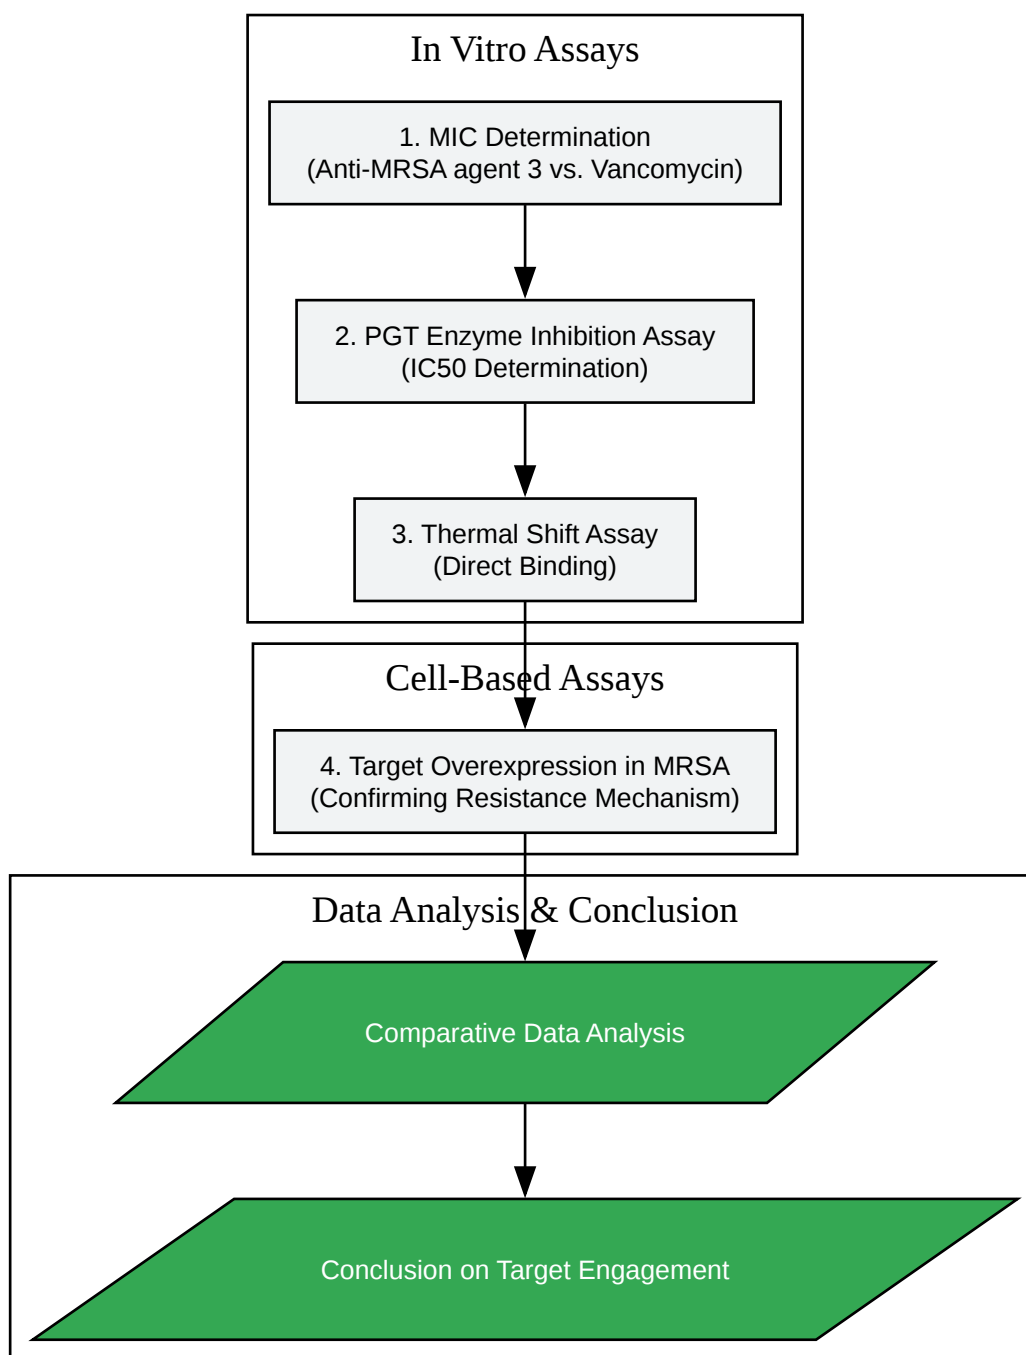 In Vitro Assays
1. MIC Determination
(Anti-MRSA agent 3 vs. Vancomycin)
2. PGT Enzyme Inhibition Assay
(IC50 Determination)
3. Thermal Shift Assay
(Direct Binding)
Cell-Based Assays
4. Target Overexpression in MRSA
(Confirming Resistance Mechanism)
Data Analysis & Conclusion
Comparative Data Analysis
Conclusion on Target Engagement